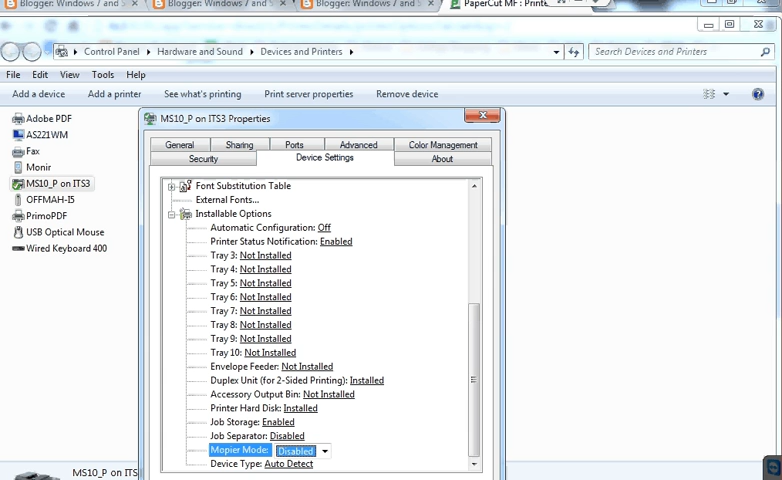 Blogger: Windows 7 and S
Blogger: Windows 7 and S
Blogger: Windows 7 and S
PaperCut MF : Printe
Control Panel
Hardware and Sound
Devices and Printers
Search Devices and Printers
File Edit View Tools Help
Add a device
Add a printer
See what's printing
Print server properties
Remove device
Adobe PDF
AS221WM
Fax
Monir
MS10_P on ITS3
OFFMAH-I5
PrimoPDF
USB Optical Mouse
Wired Keyboard 400
MS10_P on ITS3 Properties
General Sharing Ports Advanced Color Management
Security Device Settings About
Font Substitution Table
External Fonts...
Installable Options
Automatic Configuration: Off
Printer Status Notification: Enabled
Tray 3: Not Installed
Tray 4: Not Installed
Tray 5: Not Installed
Tray 6: Not Installed
Tray 7: Not Installed
Tray 8: Not Installed
Tray 9: Not Installed
Tray 10: Not Installed
Envelope Feeder: Not Installed
Duplex Unit (for 2-Sided Printing): Installed
Accessory Output Bin: Not Installed
Printer Hard Disk: Installed
Job Storage: Enabled
Job Separator: Disabled
Mopier Mode: Disabled
Device Type: Auto Detect
MS10_P on ITS